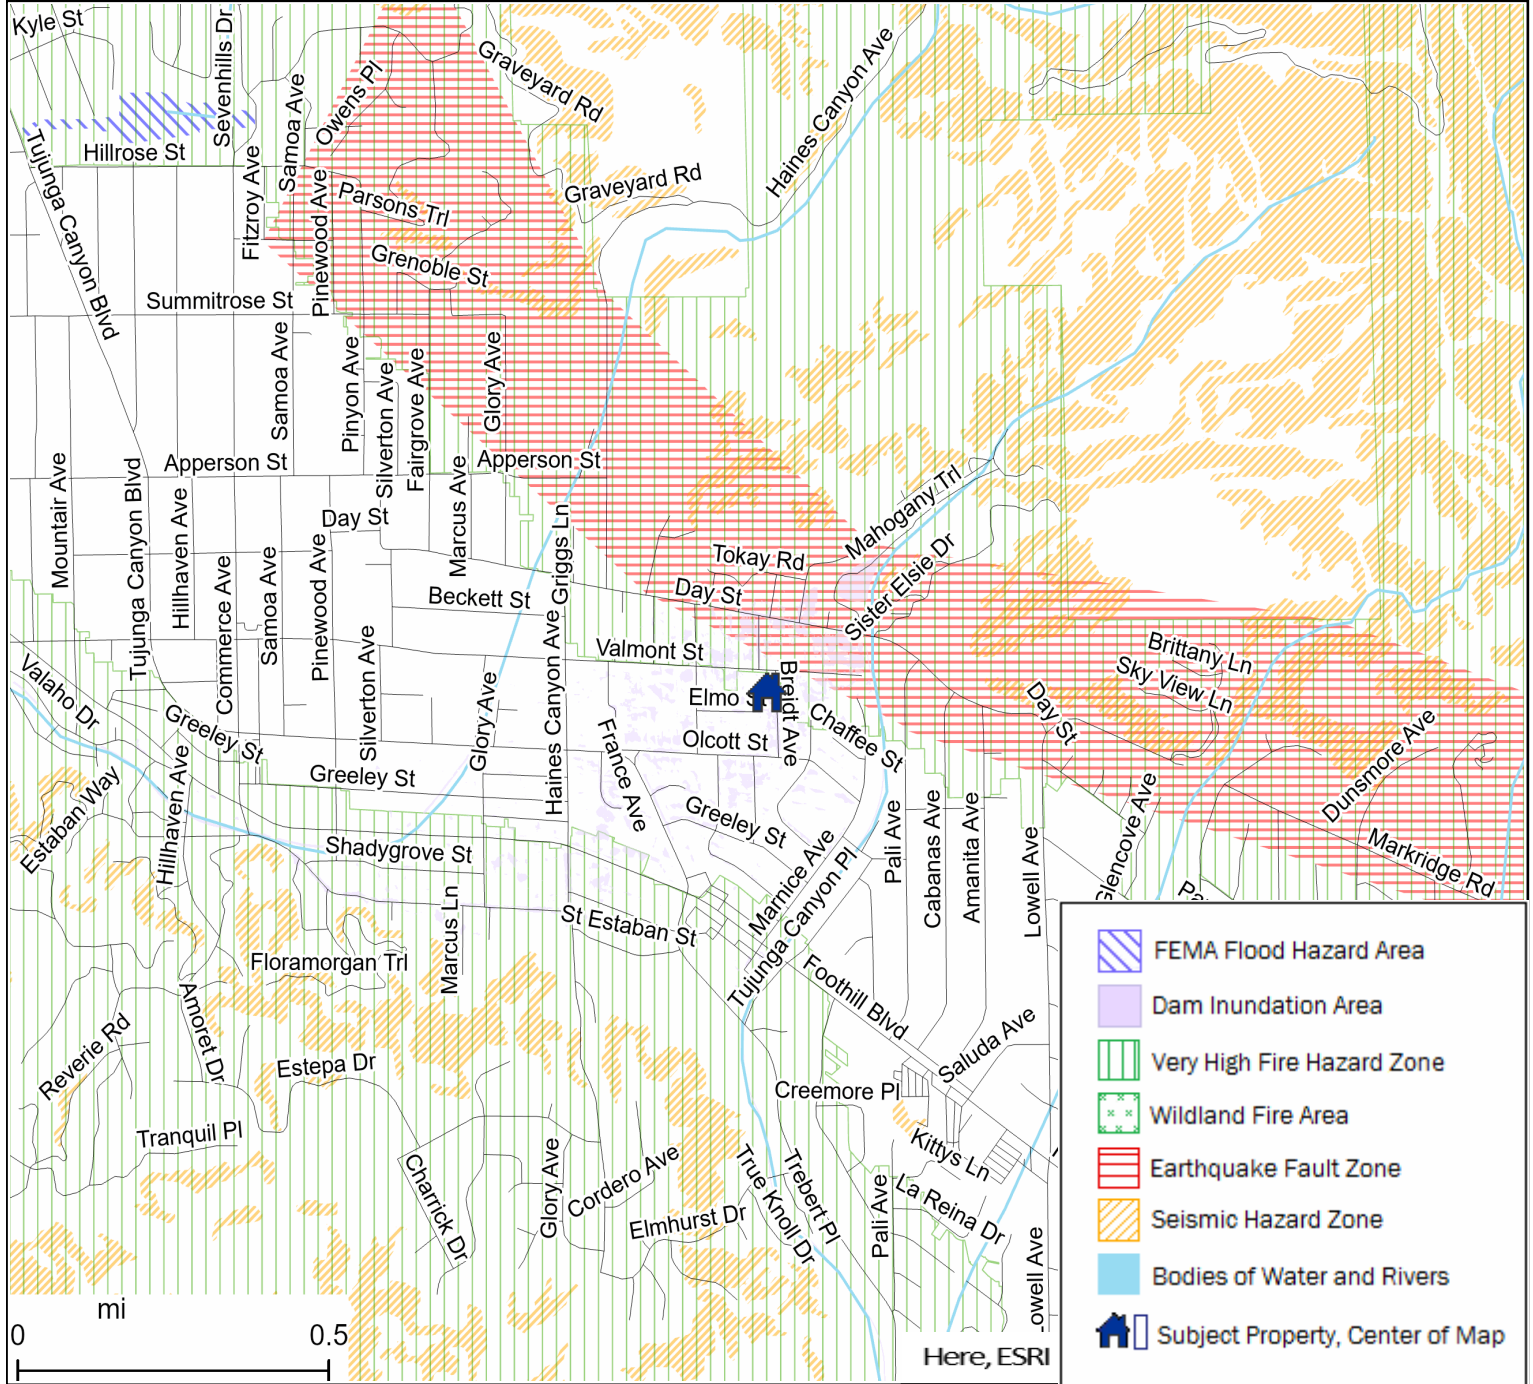 Kyle St
Sevenhills Dr
Graveyard Rd
Haines Canyon Ave
Owens Pl
Samoa Ave
Hillrose St
Tujunga Canyon Blvd
Fitzroy Ave
Pinewood Ave
Parsons Trl
Graveyard Rd
Grenoble St
Summitrose St
Samoa Ave
Pinyon Ave
Silverton Ave
Fairgrove Ave
Glory Ave
Apperson St
Apperson St
Mountair Ave
Tujunga Canyon Blvd
Hillhaven Ave
Day St
Marcus Ave
Griggs Ln
Mahogany Trl
Tokay Rd
Sister Elsie Dr
Commerce Ave
Samoa Ave
Pinewood Ave
Beckett St
Day St
Valmont St
Silverton Ave
Haines Canyon Ave
Brittany Ln
Sky View Ln
Valaho Dr
Greeley St
Glory Ave
Elmo St
Breidt Ave
Chaffee St
Day St
Olcott St
France Ave
Dunsmore Ave
Hillhaven Ave
Greeley St
Estaban Way
Greeley St
Marnice Ave
Pali Ave
Cabanas Ave
Amanita Ave
Lowell Ave
Glencove Ave
Markridge Rd
Shadygrove St
Marcus Ln
St Estaban St
Tujunga Canyon Pl
Floramorgan Trl
Foothill Blvd
Amoret Dr
Reverie Rd
Estepa Dr
Saluda Ave
Creemore Pl
Tranquil Pl
Kittys Ln
Charrick Dr
Glory Ave
Cordero Ave
Elmhurst Dr
True Knoll Dr
Trebert Pl
Pali Ave
La Reina Dr
Lowell Ave
mi
0 0.5
Here, ESRI
FEMA Flood Hazard Area
Dam Inundation Area
Very High Fire Hazard Zone
Wildland Fire Area
Earthquake Fault Zone
Seismic Hazard Zone
Bodies of Water and Rivers
Subject Property, Center of Map